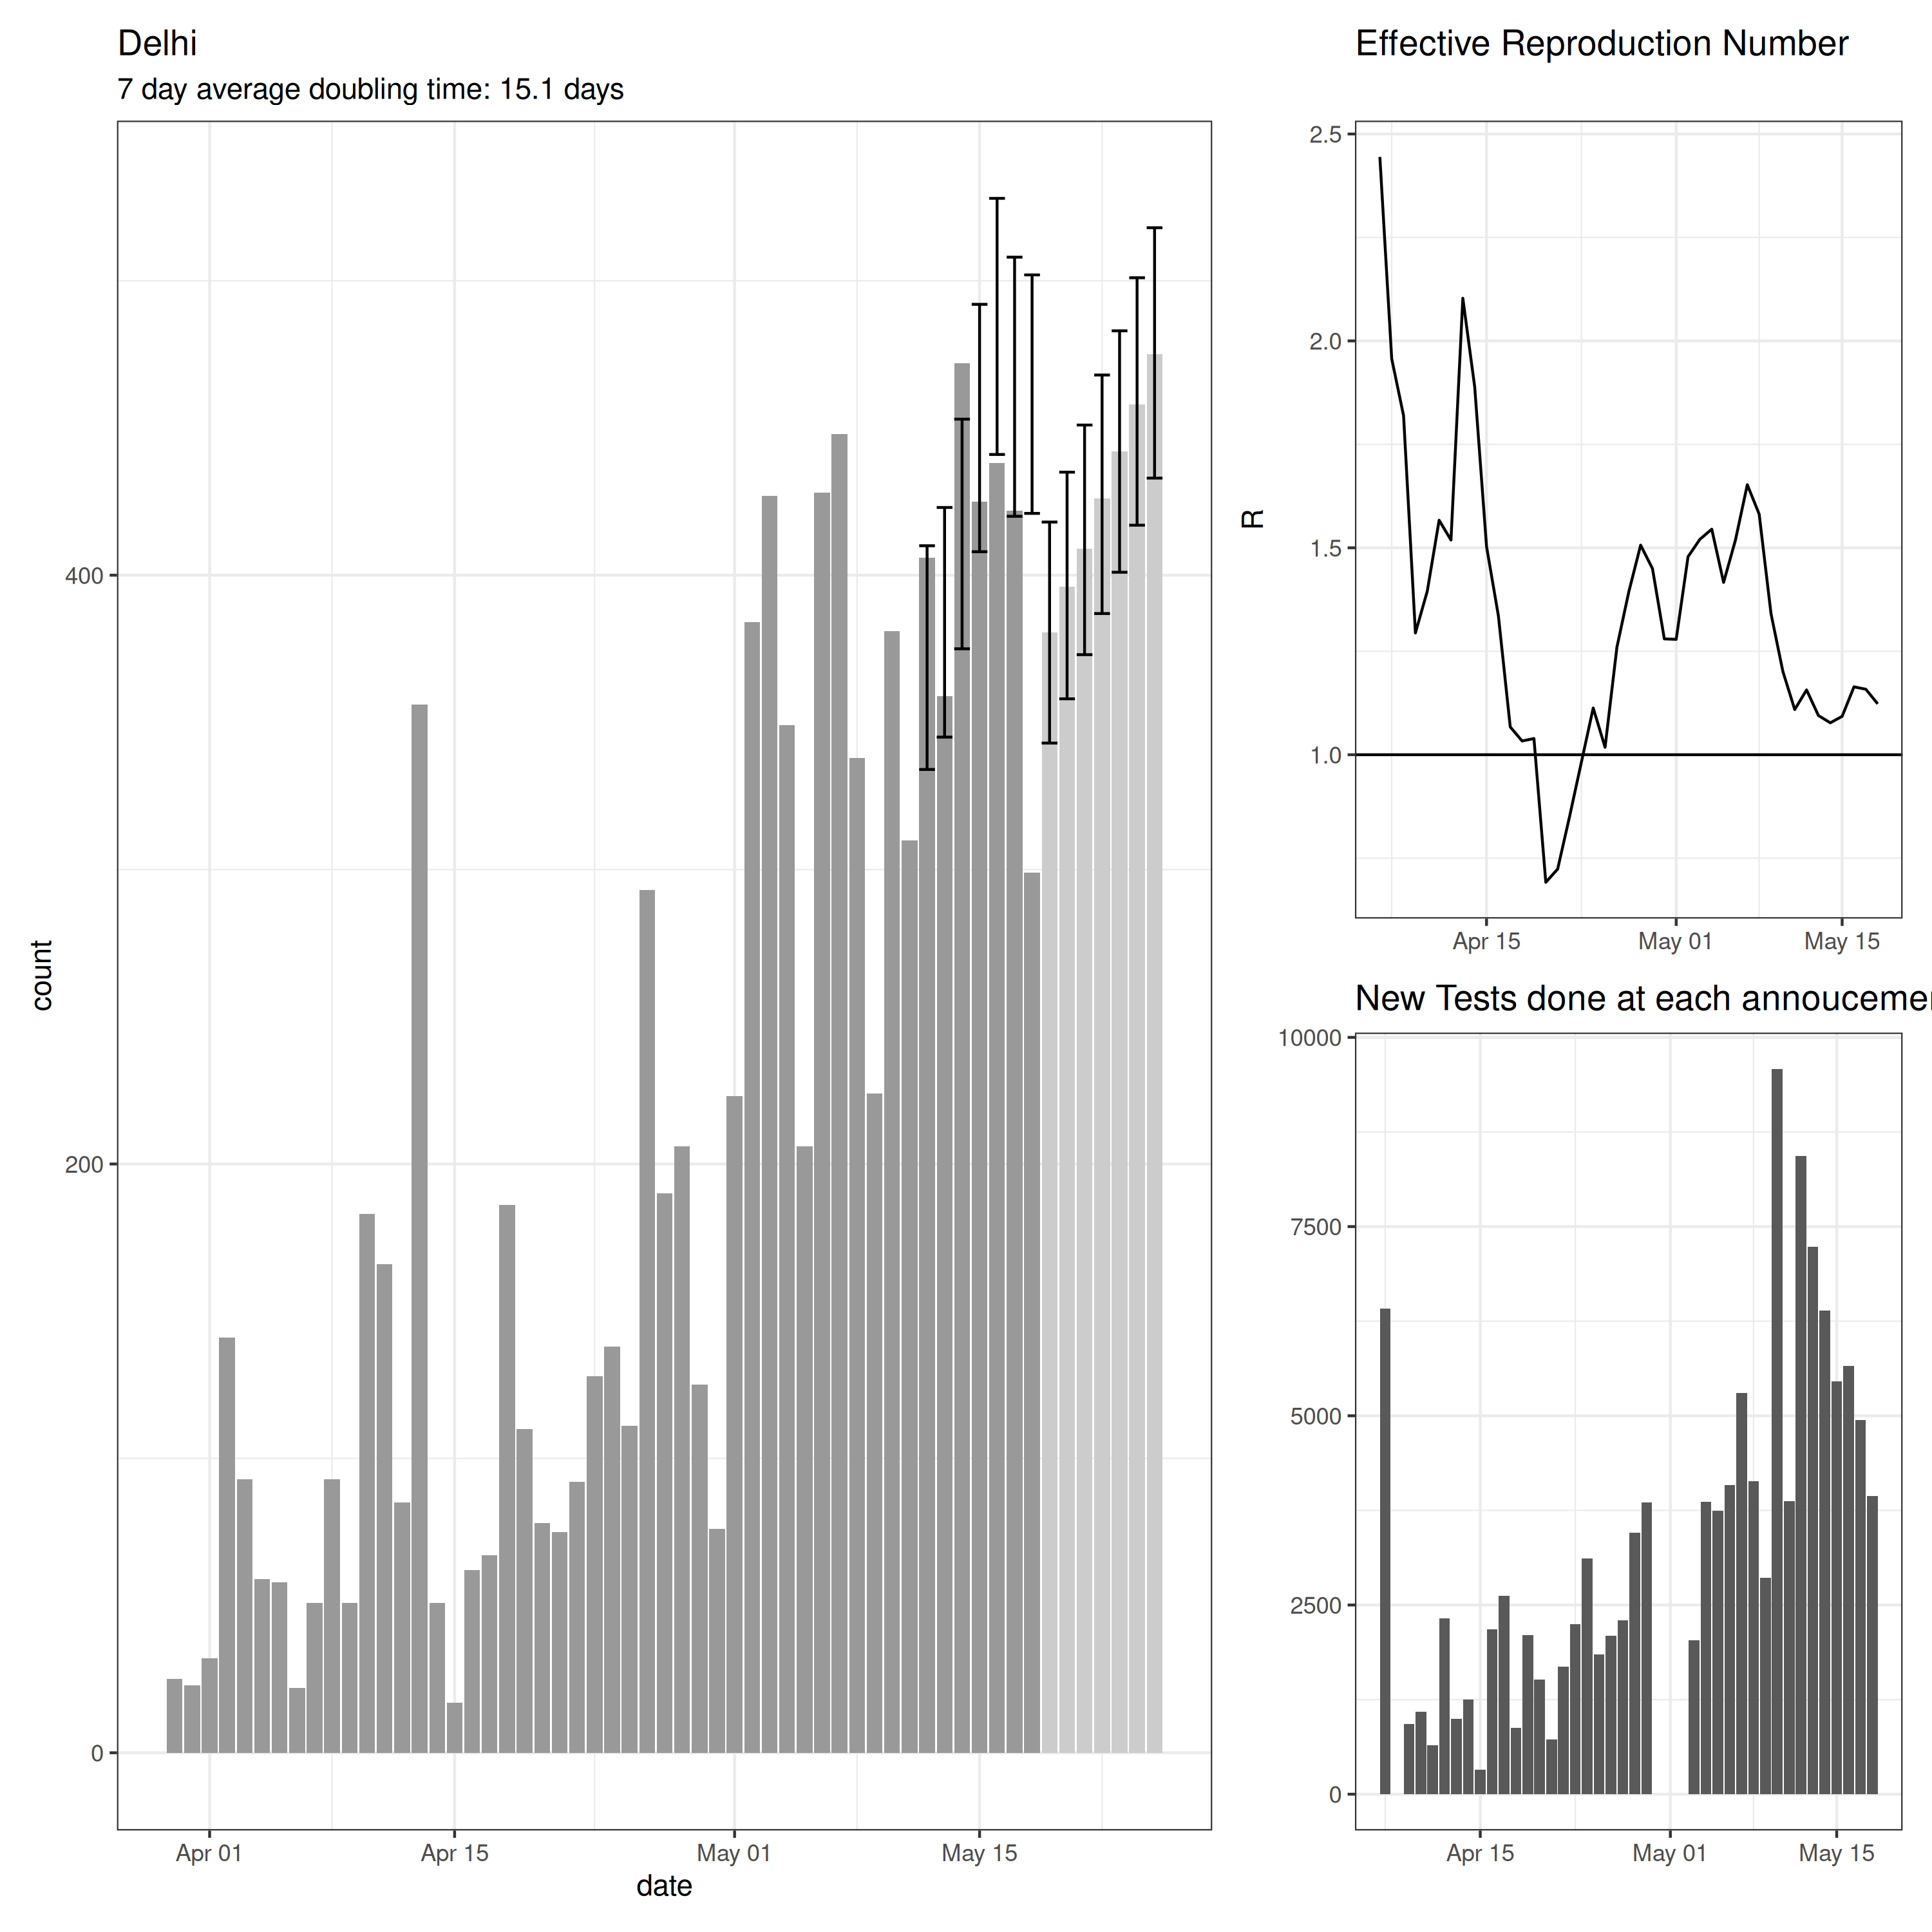 Delhi
7 day average doubling time: 15.1 days
count
400
200
0
Apr 01
Apr 15
May 01
May 15
date
Effective Reproduction Number
R
2.5
2.0
1.5
1.0
Apr 15
May 01
May 15
New Tests done at each annoucemen
10000
7500
5000
2500
0
Apr 15
May 01
May 15